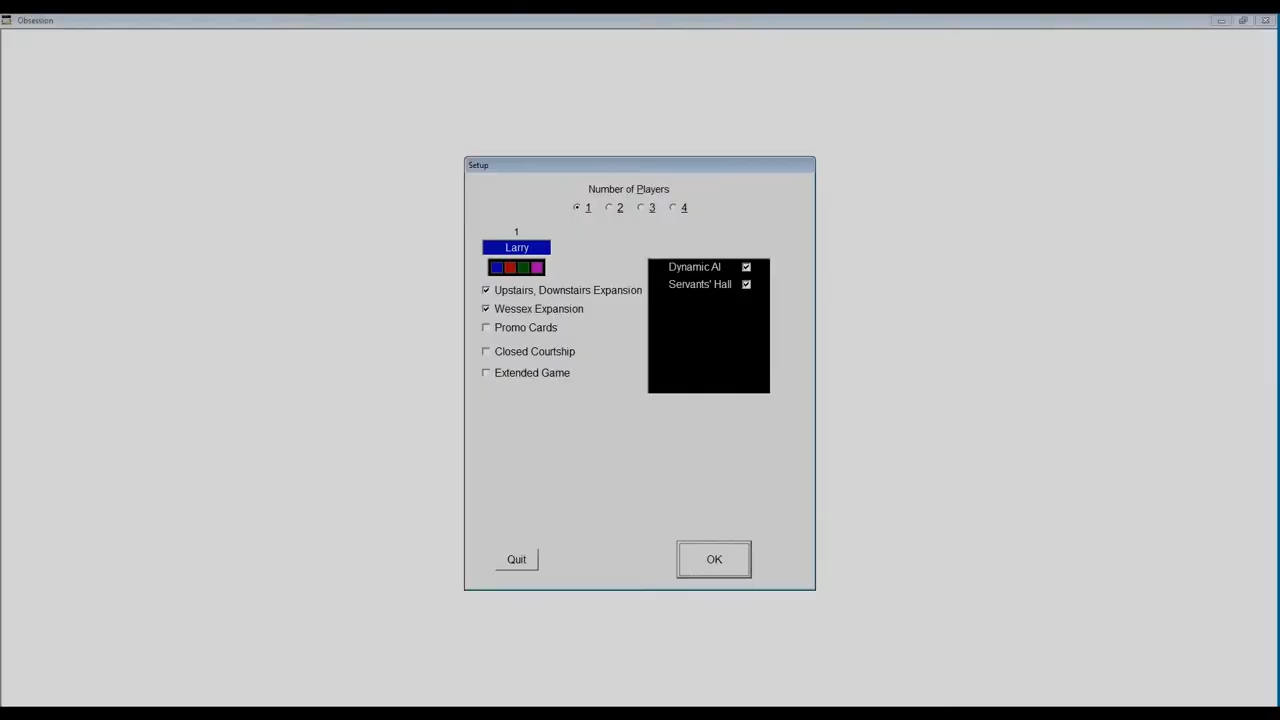 Obsession
Setup
Number of Players
1 2 3 4
1
Larry
Upstairs, Downstairs Expansion
Wessex Expansion
Promo Cards
Closed Courtship
Extended Game
Dynamic AI
Servants' Hall
Quit
OK